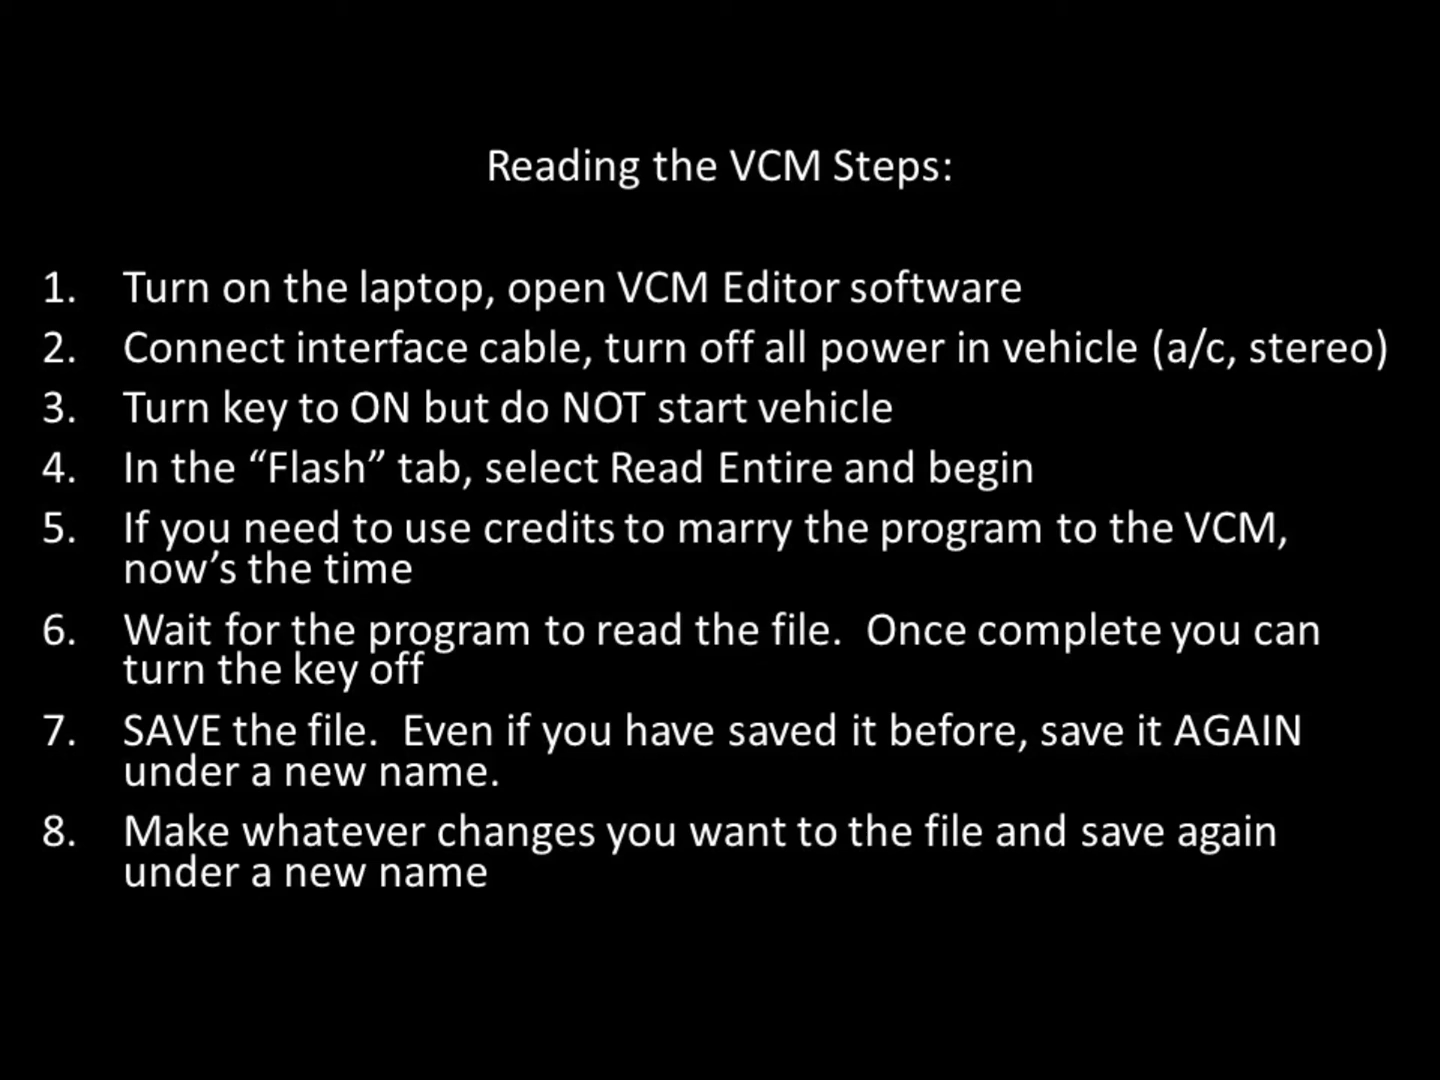 Reading the VCM Steps:
1. Turn on the laptop, open VCM Editor software
2. Connect interface cable, turn off all power in vehicle (a/c, stereo)
3. Turn key to ON but do NOT start vehicle
4. In the “Flash” tab, select Read Entire and begin
5. If you need to use credits to marry the program to the VCM,
now’s the time
6. Wait for the program to read the file.  Once complete you can
turn the key off
7. SAVE the file.  Even if you have saved it before, save it AGAIN
under a new name.
8. Make whatever changes you want to the file and save again
under a new name